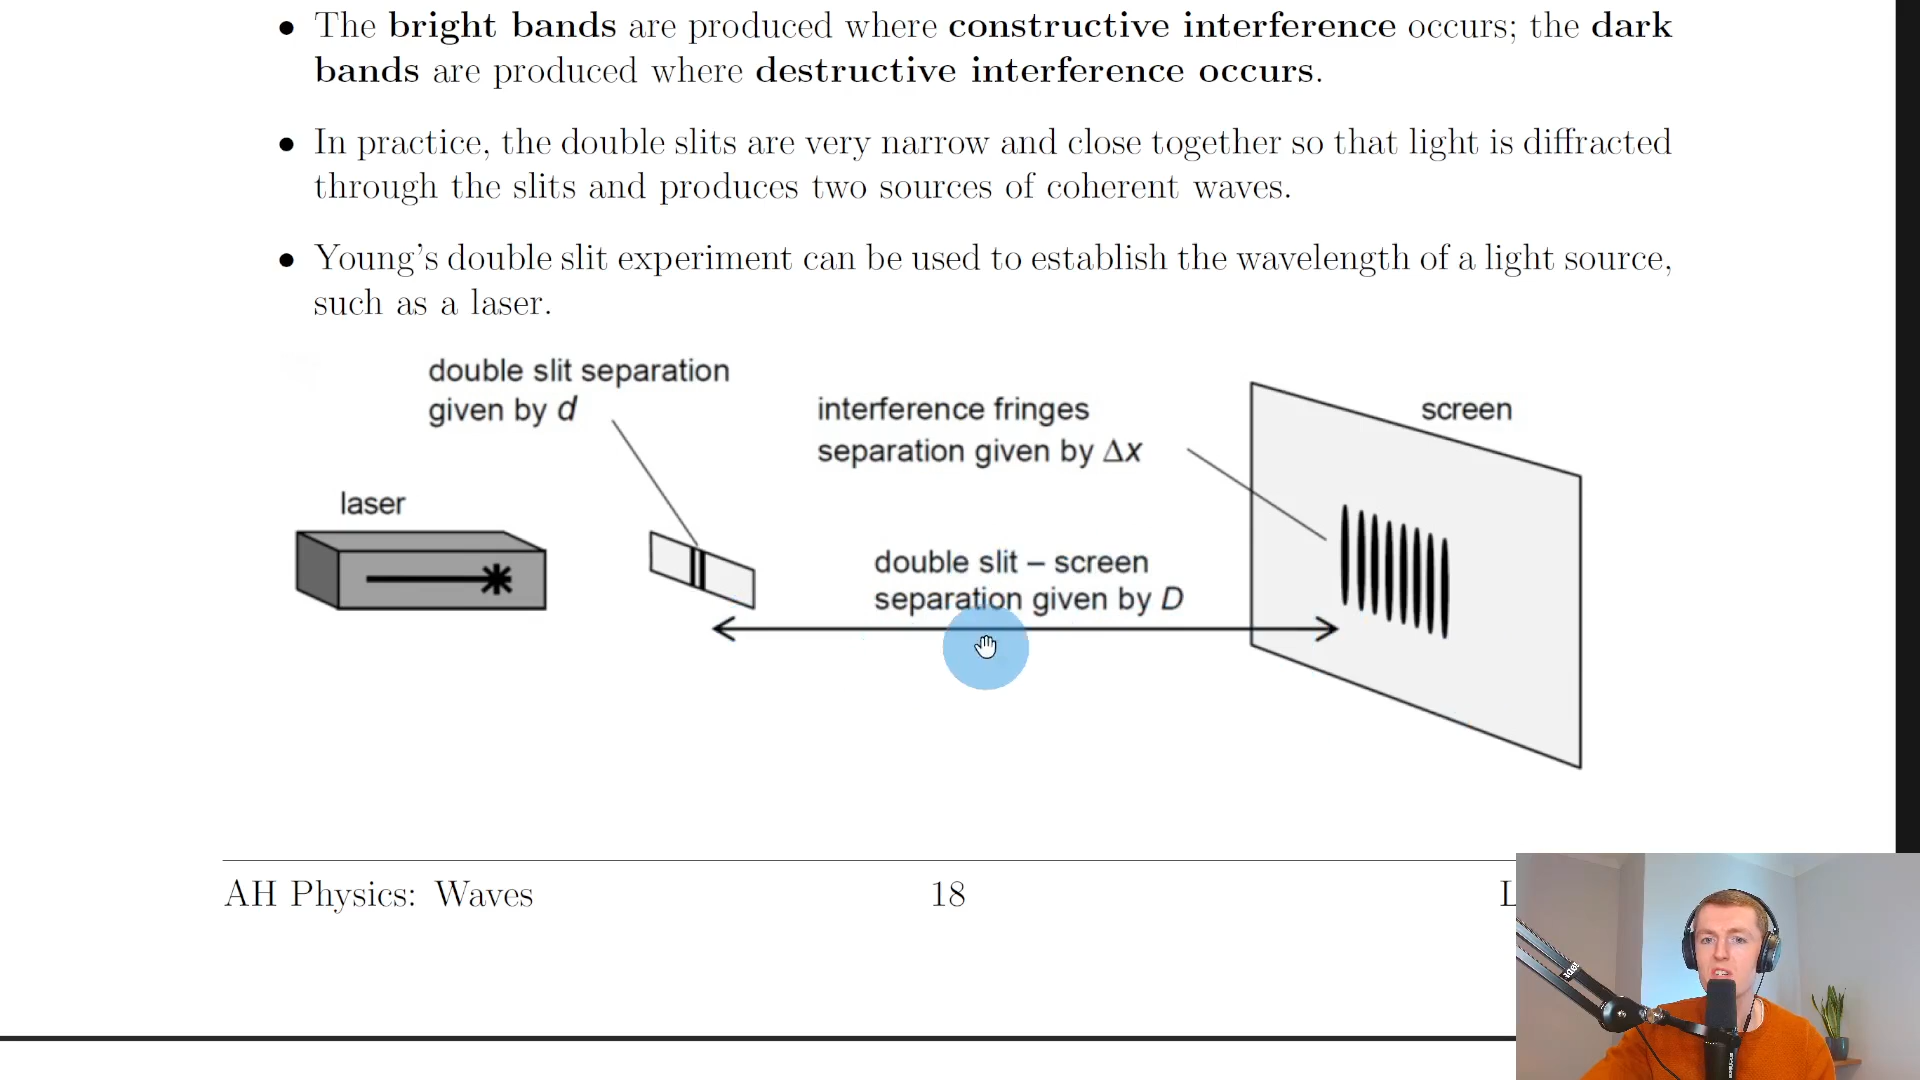 • The bright bands are produced where constructive interference occurs; the dark
bands are produced where destructive interference occurs.
• In practice, the double slits are very narrow and close together so that light is diffracted
through the slits and produces two sources of coherent waves.
• Young's double slit experiment can be used to establish the wavelength of a light source,
such as a laser.
double slit separation
given by d
interference fringes
separation given by Δx
screen
laser
double slit – screen
separation given by D
AH Physics: Waves
18
L